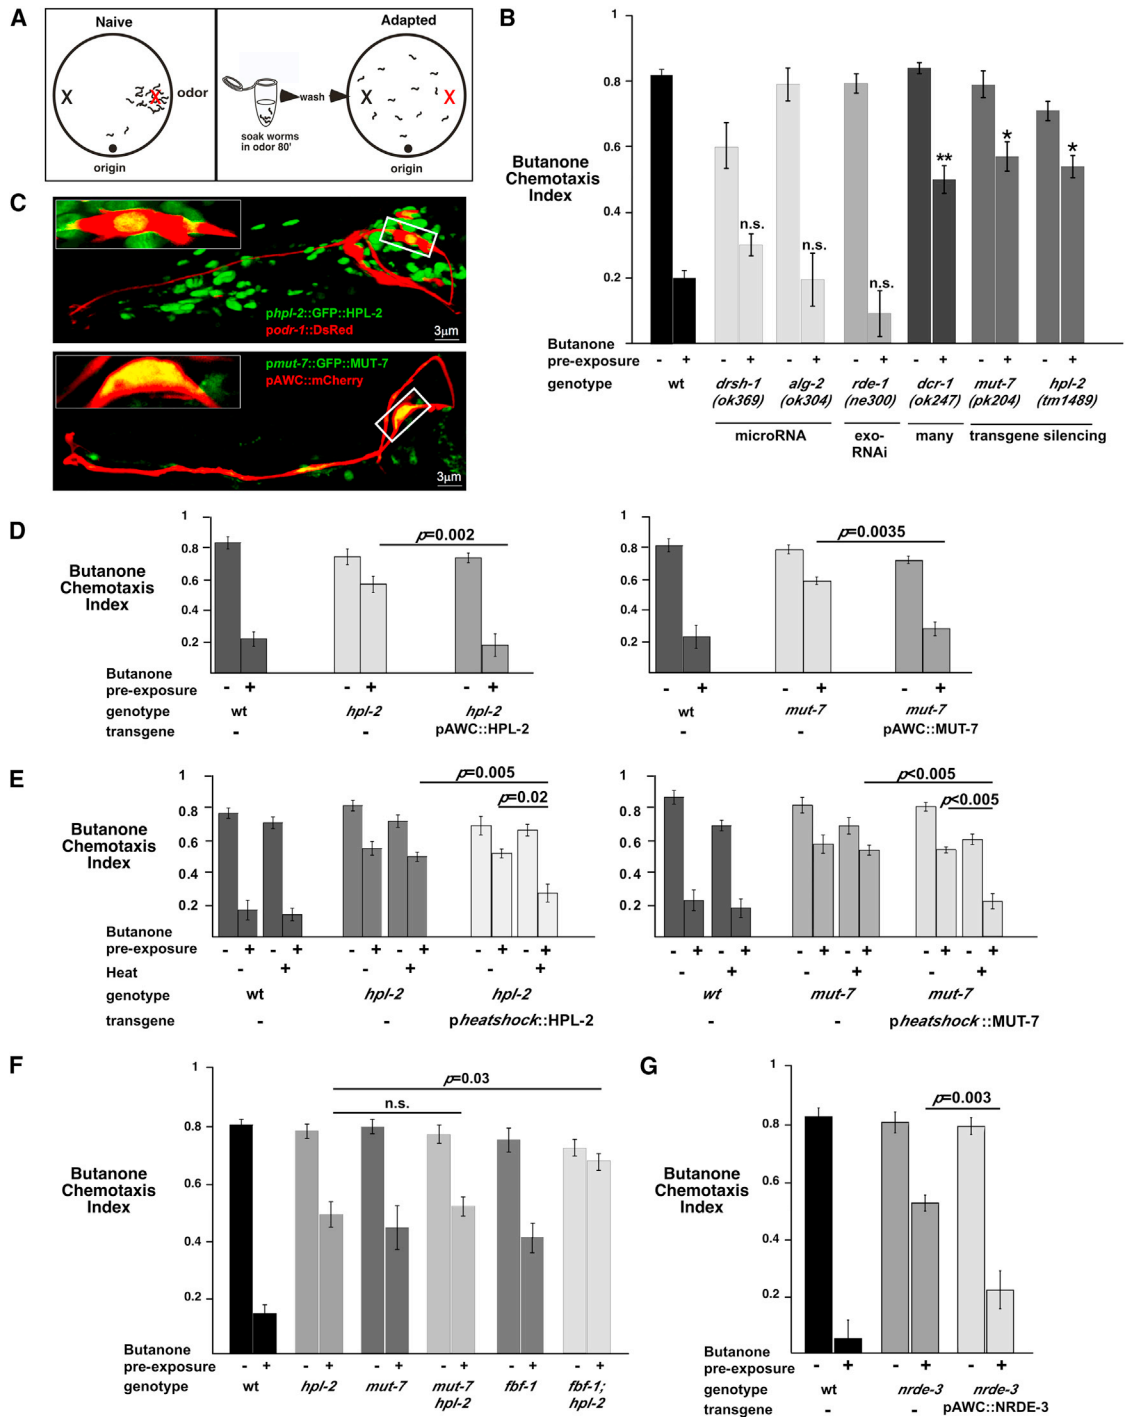 A
Naive
X
X
odor
origin
soak worms
in odor 80'
wash
Adapted
X
X
origin
B
Butanone
Chemotaxis
Index
1
0.8
0.6
0.4
0.2
n.s.
n.s.
n.s.
**
*
*
Butanone
pre-exposure - + - + - + - + - + - + - +
genotype wt drsh-1 alg-2 rde-1 dcr-1 mut-7 hpl-2
(ok369) (ok304) (ne300) (ok247) (pk204) (tm1489)
microRNA exo- many transgene silencing
RNAi
C
phpl-2::GFP::HPL-2
podr-1::DsRed
3μm
pmut-7::GFP::MUT-7
pAWC::mCherry
3μm
D
Butanone
Chemotaxis
Index
1
0.8
0.6
0.4
0.2
p=0.002
Butanone
pre-exposure - + - + - +
genotype wt hpl-2 hpl-2
transgene - - pAWC::HPL-2
1
0.8
0.6
0.4
0.2
p=0.0035
- + - + - +
wt mut-7 mut-7
- - pAWC::MUT-7
E
Butanone
Chemotaxis
Index
1
0.8
0.6
0.4
0.2
p=0.005
p=0.02
Butanone
pre-exposure - + - + - + - + - + - +
Heat - + - + - +
genotype wt hpl-2 hpl-2
transgene - - pheatshock::HPL-2
1
0.8
0.6
0.4
0.2
p<0.005
p<0.005
- + - + - + - + - + - +
- + - + - +
wt mut-7 mut-7
- - pheatshock::MUT-7
F
Butanone
Chemotaxis
Index
1
0.8
0.6
0.4
0.2
p=0.03
n.s.
Butanone
pre-exposure - + - + - + - + - + - +
genotype wt hpl-2 mut-7 mut-7 fbf-1 fbf-1;
hpl-2 hpl-2
G
Butanone
Chemotaxis
Index
1
0.8
0.6
0.4
0.2
p=0.003
Butanone
pre-exposure - + - + - +
genotype wt nrde-3 nrde-3
transgene - - pAWC::NRDE-3